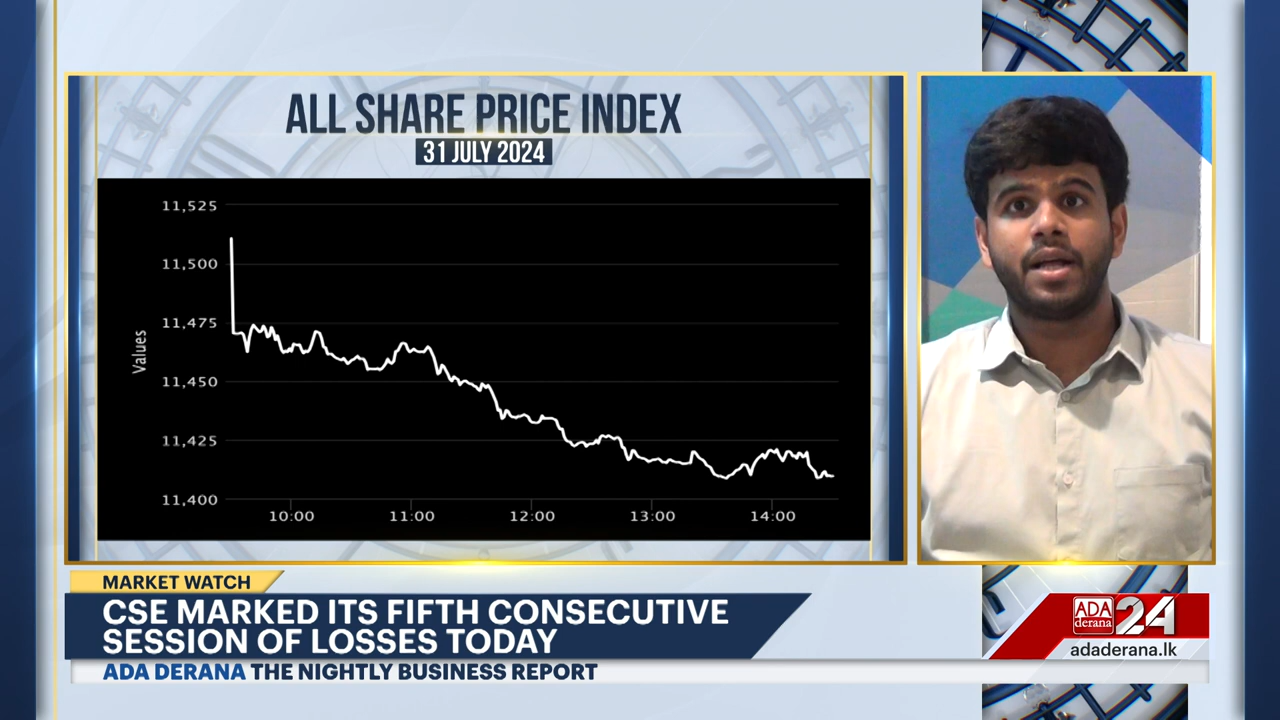 ALL SHARE PRICE INDEX
31 JULY 2024
11,525
11,500
11,475
11,450
11,425
11,400
Values
10:00 11:00 12:00 13:00 14:00
MARKET WATCH
CSE MARKED ITS FIFTH CONSECUTIVE
SESSION OF LOSSES TODAY
ADA DERANA THE NIGHTLY BUSINESS REPORT
ADA
derana 24
adaderana.lk